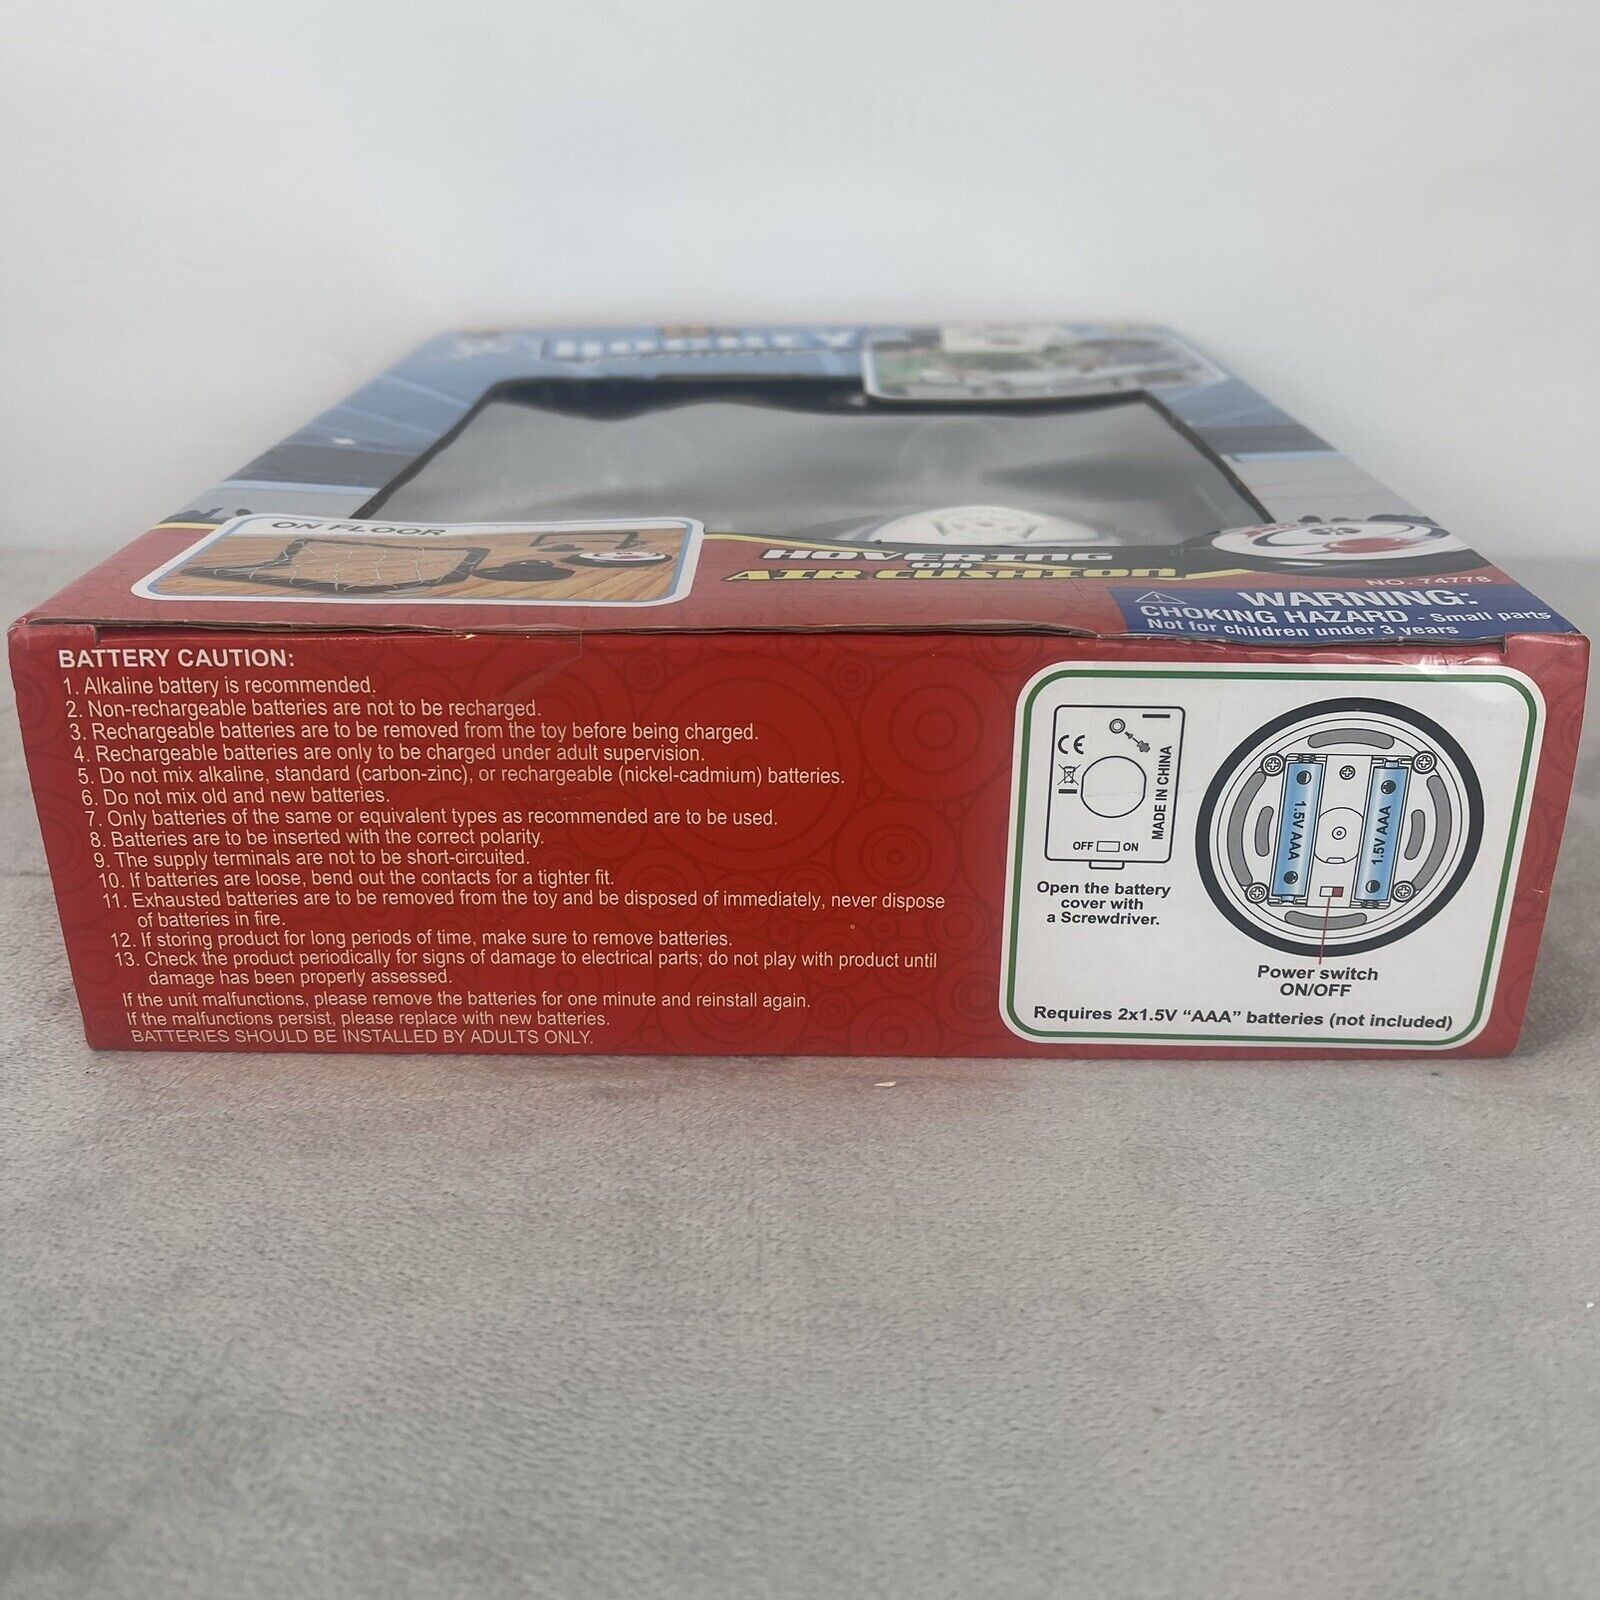 HOCKEY
ON FLOOR
HOVERING
ON
AIR CUSHION
NO. 74778
WARNING:
CHOKING HAZARD - Small parts
Not for children under 3 years
BATTERY CAUTION:
1. Alkaline battery is recommended.
2. Non-rechargeable batteries are not to be recharged.
3. Rechargeable batteries are to be removed from the toy before being charged.
4. Rechargeable batteries are only to be charged under adult supervision.
5. Do not mix alkaline, standard (carbon-zinc), or rechargeable (nickel-cadmium) batteries.
6. Do not mix old and new batteries.
7. Only batteries of the same or equivalent types as recommended are to be used.
8. Batteries are to be inserted with the correct polarity.
9. The supply terminals are not to be short-circuited.
10. If batteries are loose, bend out the contacts for a tighter fit.
11. Exhausted batteries are to be removed from the toy and be disposed of immediately, never dispose
of batteries in fire.
12. If storing product for long periods of time, make sure to remove batteries.
13. Check the product periodically for signs of damage to electrical parts; do not play with product until
damage has been properly assessed.
If the unit malfunctions, please remove the batteries for one minute and reinstall again.
If the malfunctions persist, please replace with new batteries.
BATTERIES SHOULD BE INSTALLED BY ADULTS ONLY.
CE
MADE IN CHINA
OFF ON
Open the battery
cover with
a Screwdriver.
1.5V AAA
1.5V AAA
Power switch
ON/OFF
Requires 2x1.5V “AAA” batteries (not included)